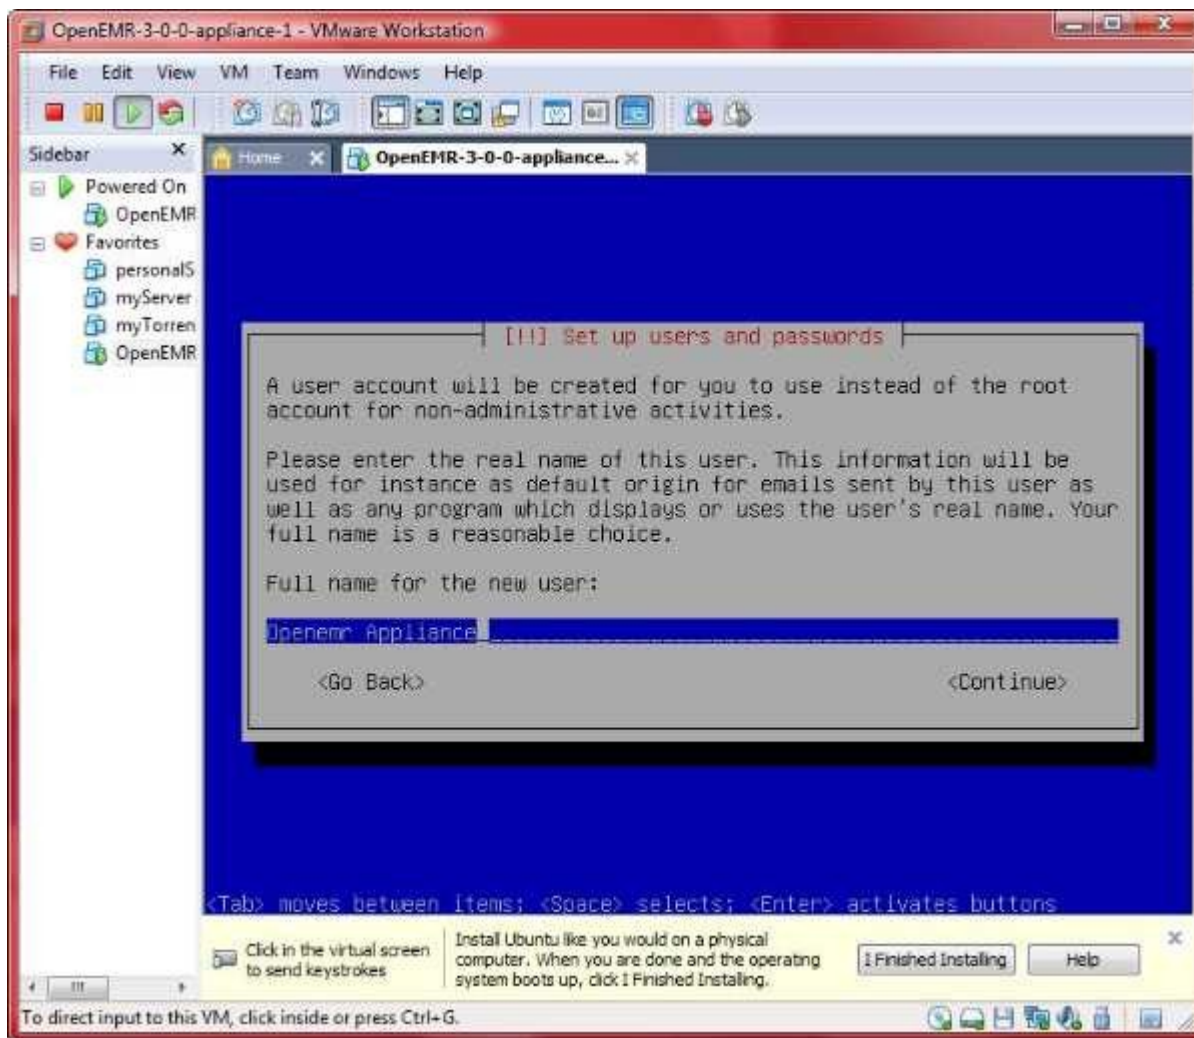 OpenEMR-3-0-0-appliance-1 - VMware Workstation
File Edit View VM Team Windows Help
Sidebar
Home
OpenEMR-3-0-0-appliance...
Powered On
OpenEMR
Favorites
personalS
myServer
myTorren
OpenEMR
[!!] Set up users and passwords
A user account will be created for you to use instead of the root
account for non-administrative activities.
Please enter the real name of this user. This information will be
used for instance as default origin for emails sent by this user as
well as any program which displays or uses the user's real name. Your
full name is a reasonable choice.
Full name for the new user:
Openemr Appliance
<Go Back> <Continue>
<Tab> moves between items; <Space> selects; <Enter> activates buttons
Click in the virtual screen
to send keystrokes
Install Ubuntu like you would on a physical
computer. When you are done and the operating
system boots up, click I Finished Installing.
I Finished Installing
Help
To direct input to this VM, click inside or press Ctrl+G.